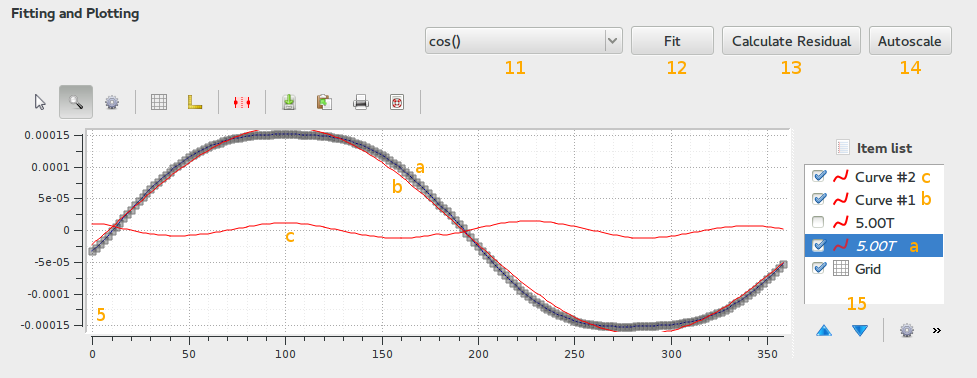 Fitting and Plotting
cos() Fit Calculate Residual Autoscale
11 12 13 14
0.00015
0.0001
5e-05
0
-5e-05
-0.0001
-0.00015
a
b
c
5
0 50 100 150 200 250 300 350
Item list
Curve #2 c
Curve #1 b
5.00T
5.00T a
Grid
15
»